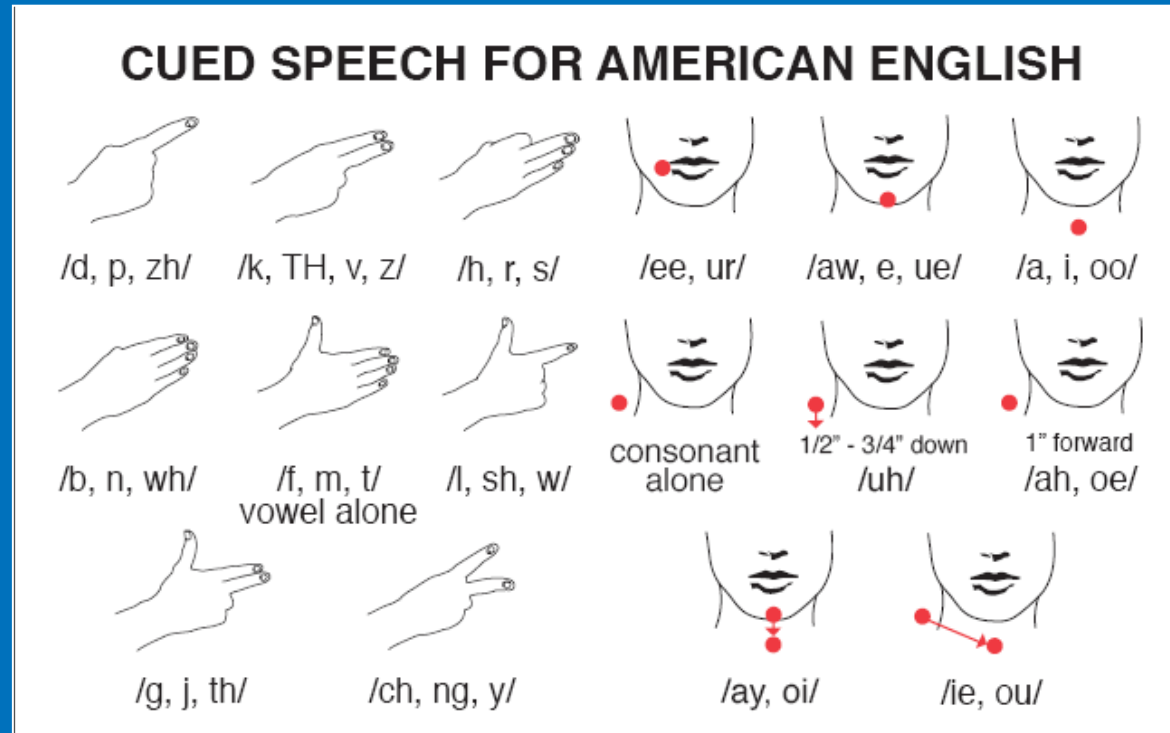 CUED SPEECH FOR AMERICAN ENGLISH
/d, p, zh/
/k, TH, v, z/
/h, r, s/
/ee, ur/
/aw, e, ue/
/a, i, oo/
/b, n, wh/
/f, m, t/
vowel alone
/l, sh, w/
consonant
alone
1/2” - 3/4” down
/uh/
1” forward
/ah, oe/
/g, j, th/
/ch, ng, y/
/ay, oi/
/ie, ou/